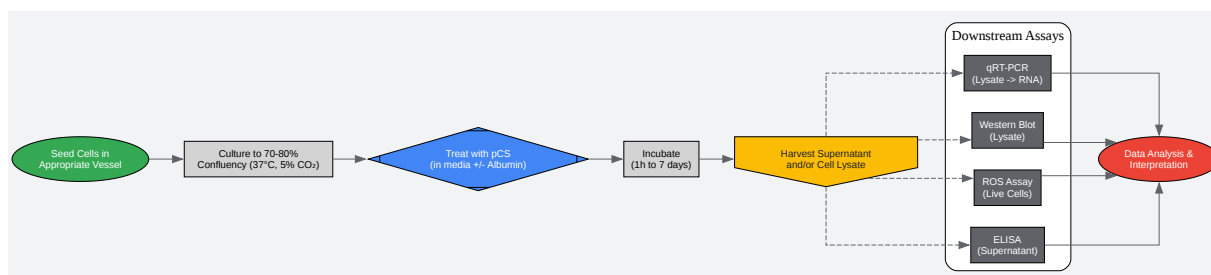 Seed Cells in
Appropriate Vessel
Culture to 70-80%
Confluency (37°C, 5% CO₂)
Treat with pCS
(in media +/- Albumin)
Incubate
(1h to 7 days)
Harvest Supernatant
and/or Cell Lysate
Downstream Assays
qRT-PCR
(Lysate -> RNA)
Western Blot
(Lysate)
ROS Assay
(Live Cells)
ELISA
(Supernatant)
Data Analysis &
Interpretation